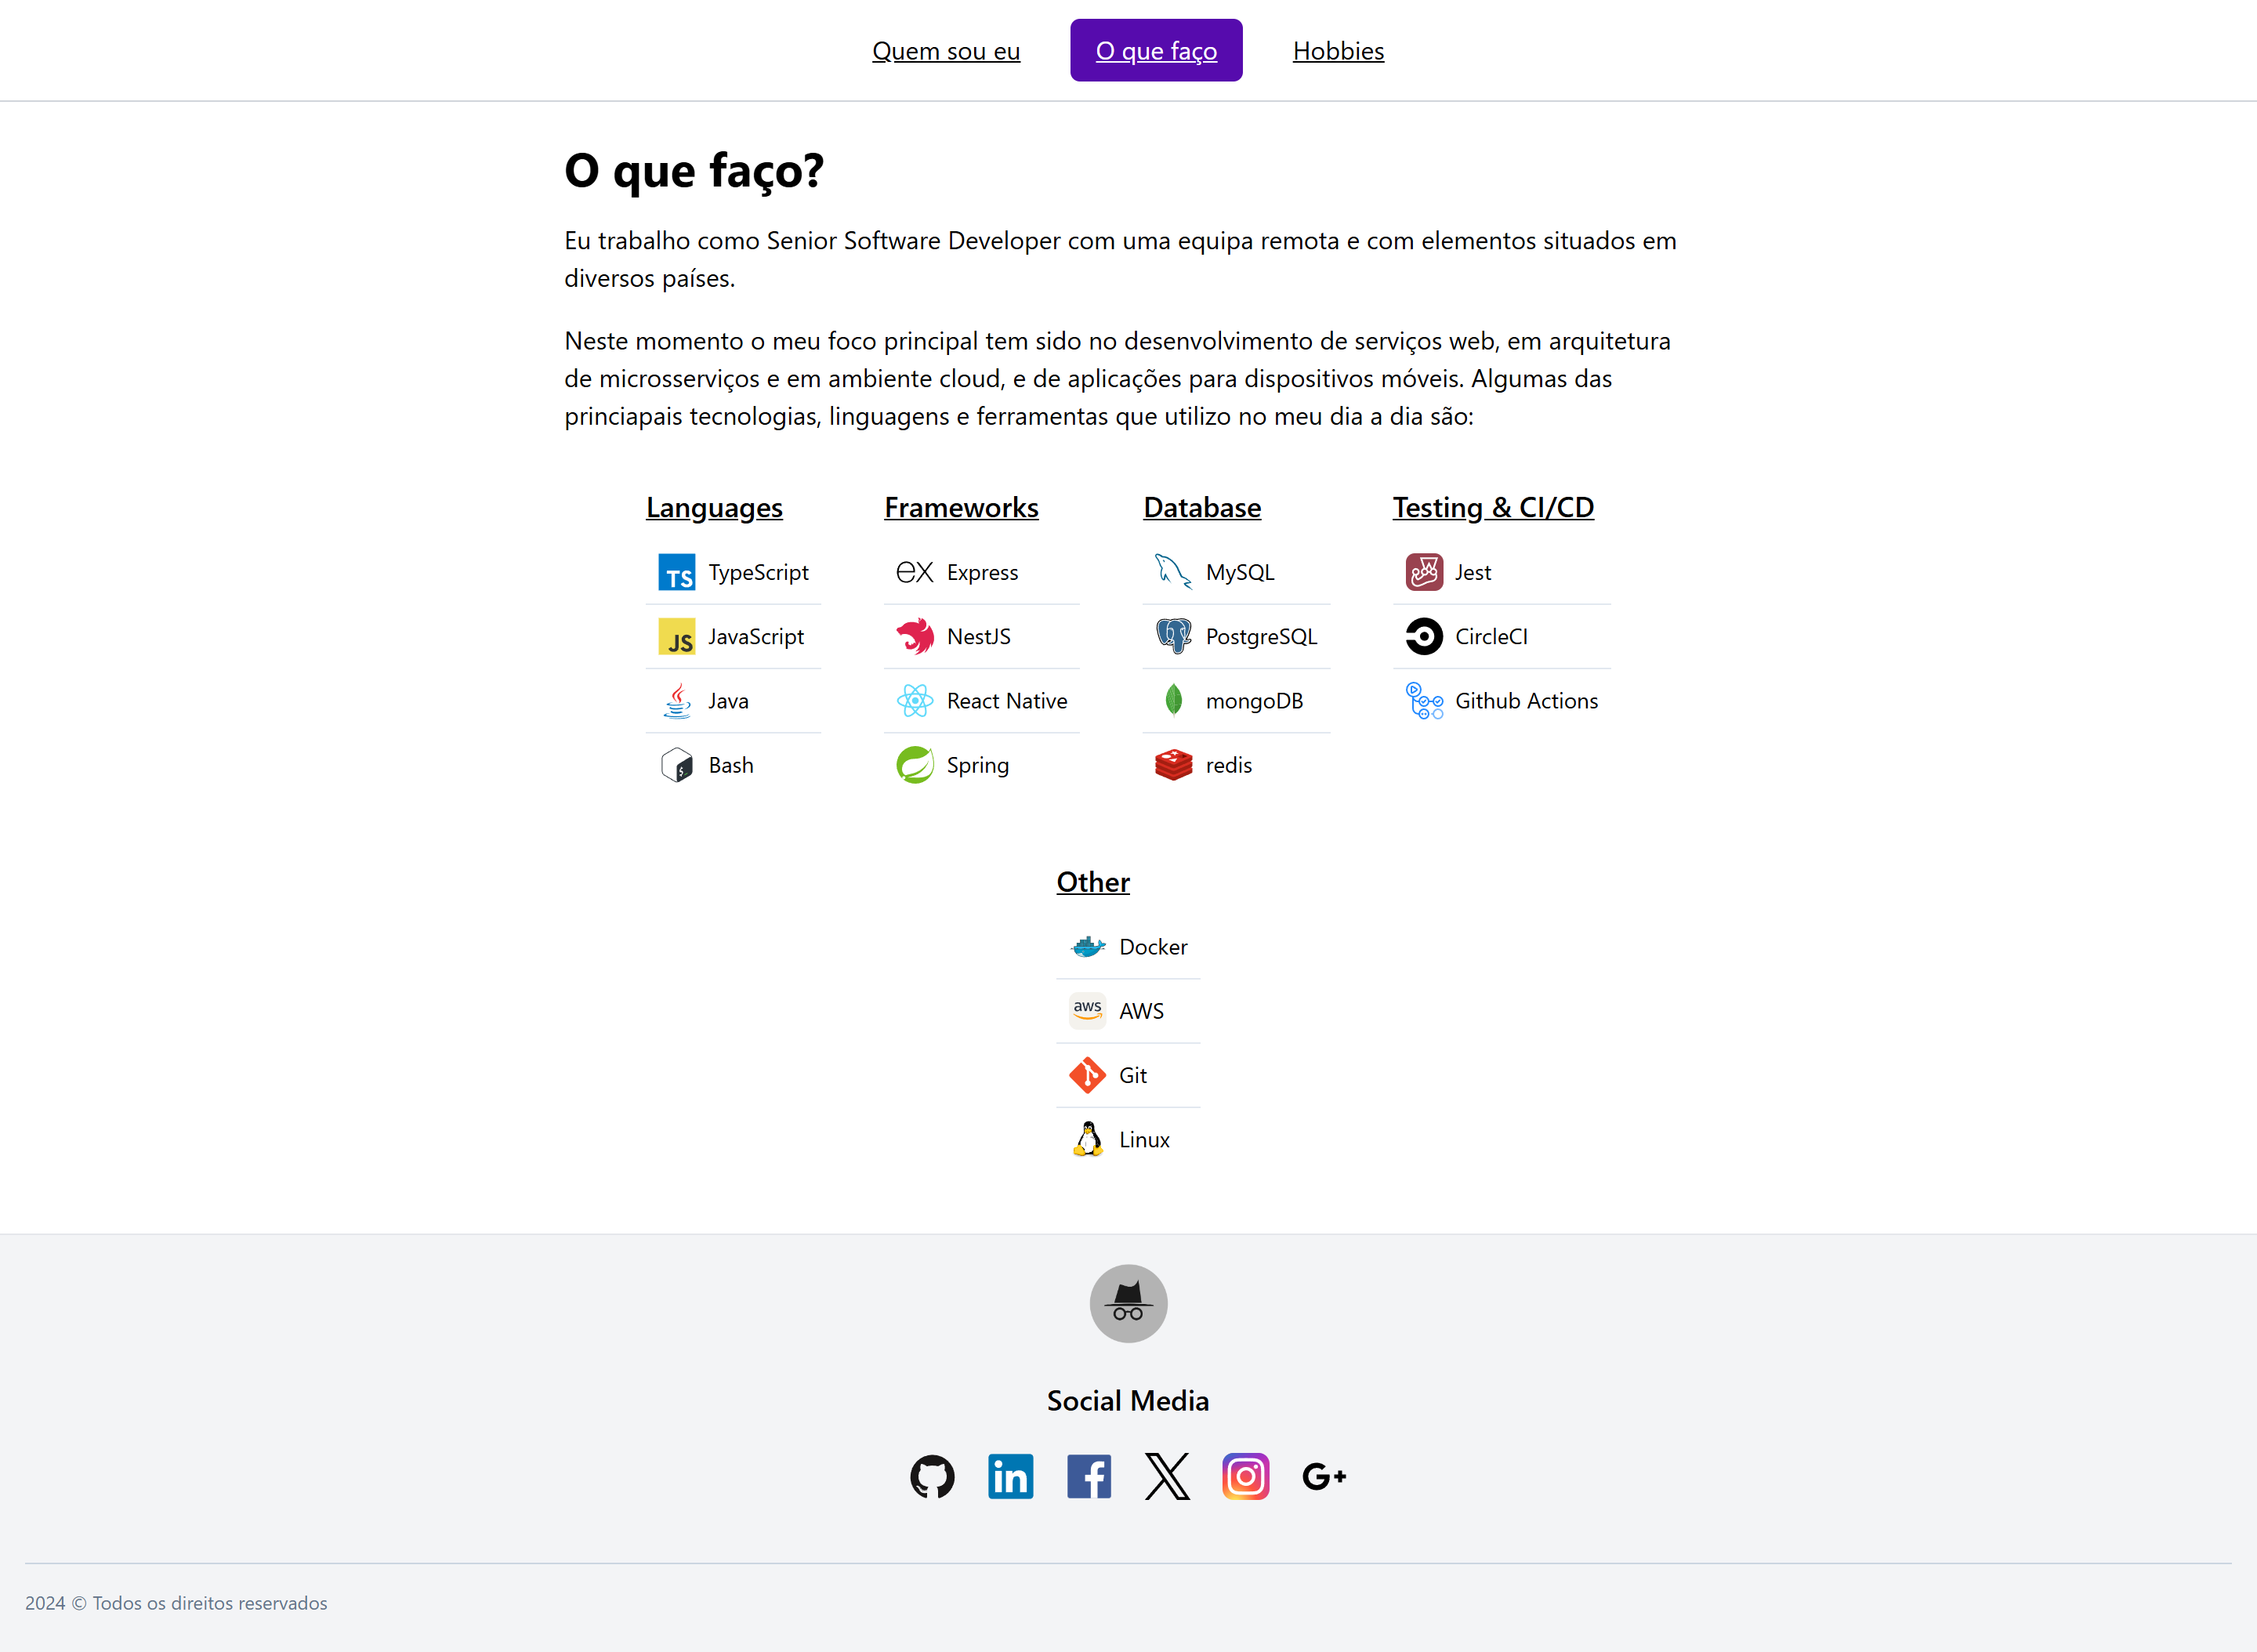 Quem sou eu
O que faço
Hobbies
O que faço?
Eu trabalho como Senior Software Developer com uma equipa remota e com elementos situados em
diversos países.
Neste momento o meu foco principal tem sido no desenvolvimento de serviços web, em arquitetura
de microsserviços e em ambiente cloud, e de aplicações para dispositivos móveis. Algumas das
princiapais tecnologias, linguagens e ferramentas que utilizo no meu dia a dia são:
Languages
TS TypeScript
JS JavaScript
Java
$ Bash
Frameworks
ex Express
NestJS
React Native
Spring
Database
MySQL
PostgreSQL
mongoDB
redis
Testing & CI/CD
Jest
CircleCI
Github Actions
Other
Docker
aws AWS
Git
Linux
Social Media
in
f
X
G+
2024 © Todos os direitos reservados